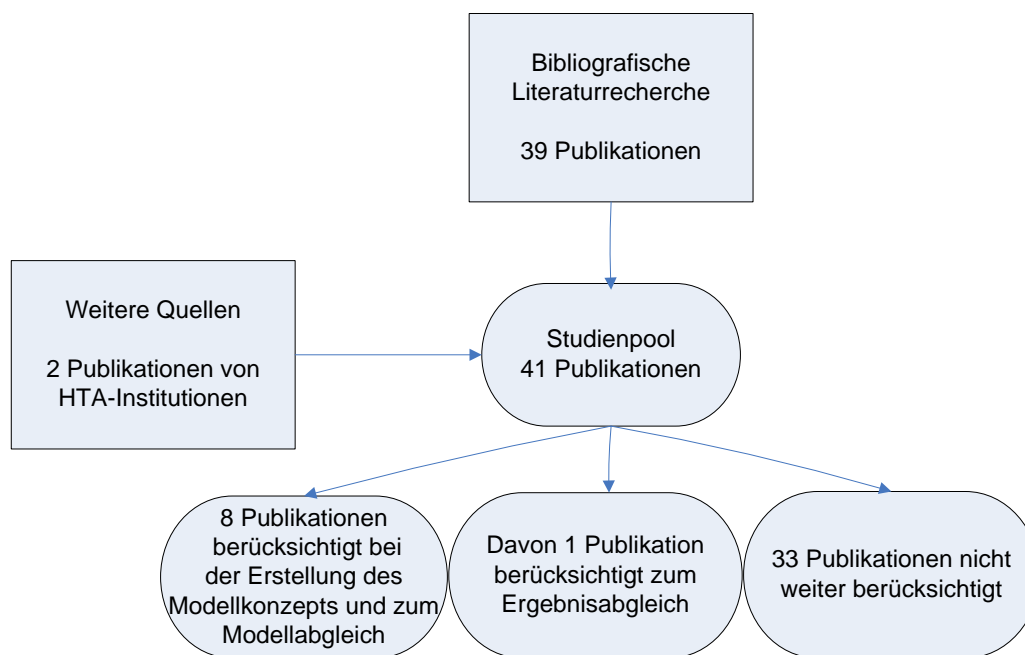 Bibliografische
Literaturrecherche
39 Publikationen
Weitere Quellen
2 Publikationen von
HTA-Institutionen
Studienpool
41 Publikationen
8 Publikationen
berücksichtigt bei
der Erstellung des
Modellkonzepts und zum
Modellabgleich
Davon 1 Publikation
berücksichtigt zum
Ergebnisabgleich
33 Publikationen nicht
weiter berücksichtigt